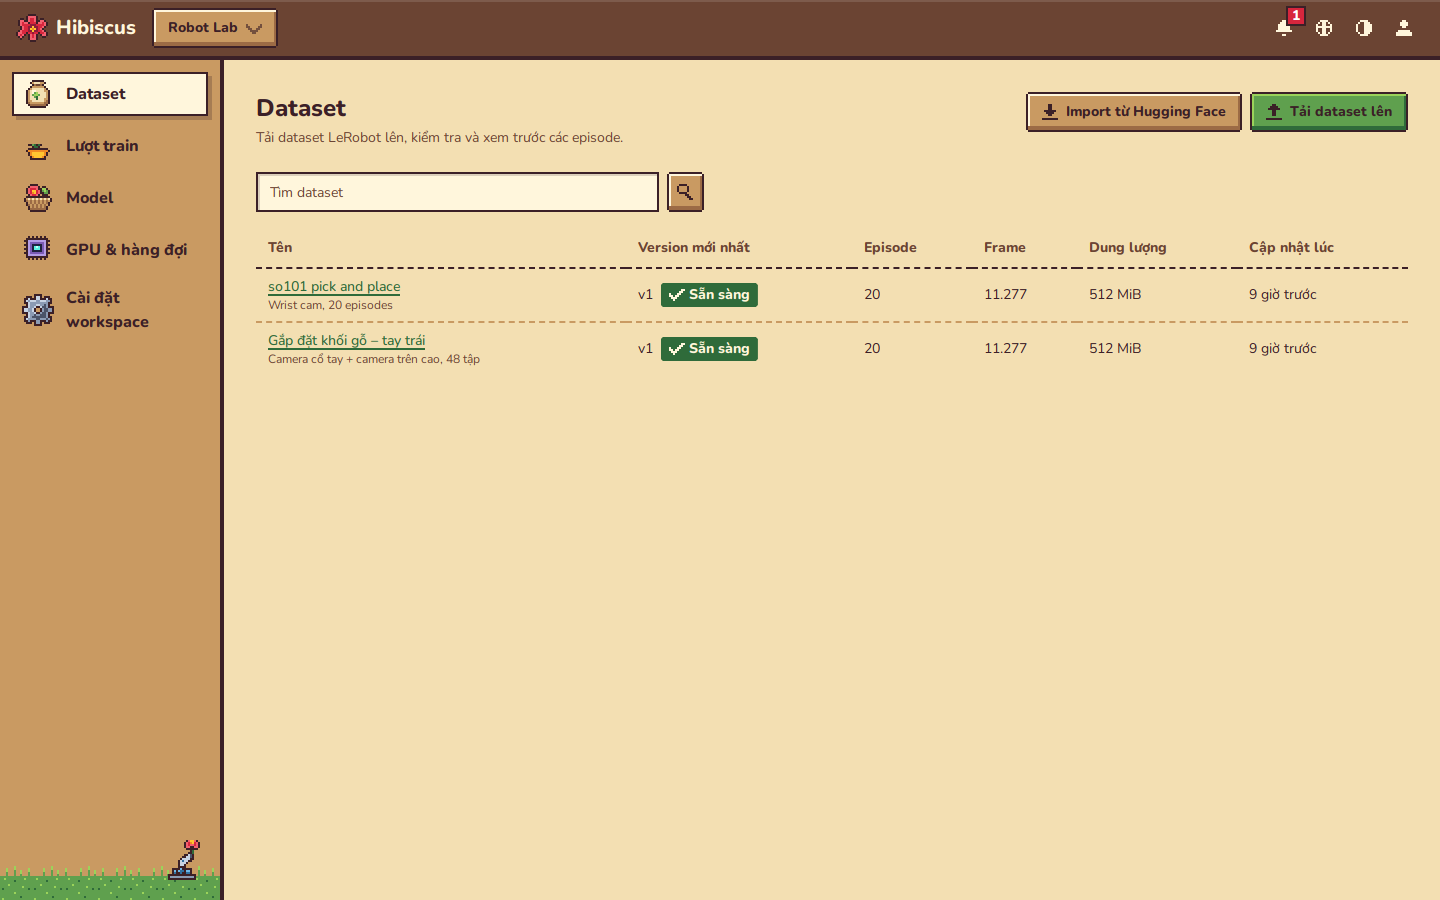 Hibiscus
Robot Lab
1
Dataset
Lượt train
Model
GPU & hàng đợi
Cài đặt
workspace
Dataset
Tải dataset LeRobot lên, kiểm tra và xem trước các episode.
Import từ Hugging Face
Tải dataset lên
Tìm dataset
Tên Version mới nhất Episode Frame Dung lượng Cập nhật lúc
so101 pick and place
Wrist cam, 20 episodes
v1 Sẵn sàng 20 11.277 512 MiB 9 giờ trước
Gắp đặt khối gỗ – tay trái
Camera cổ tay + camera trên cao, 48 tập
v1 Sẵn sàng 20 11.277 512 MiB 9 giờ trước